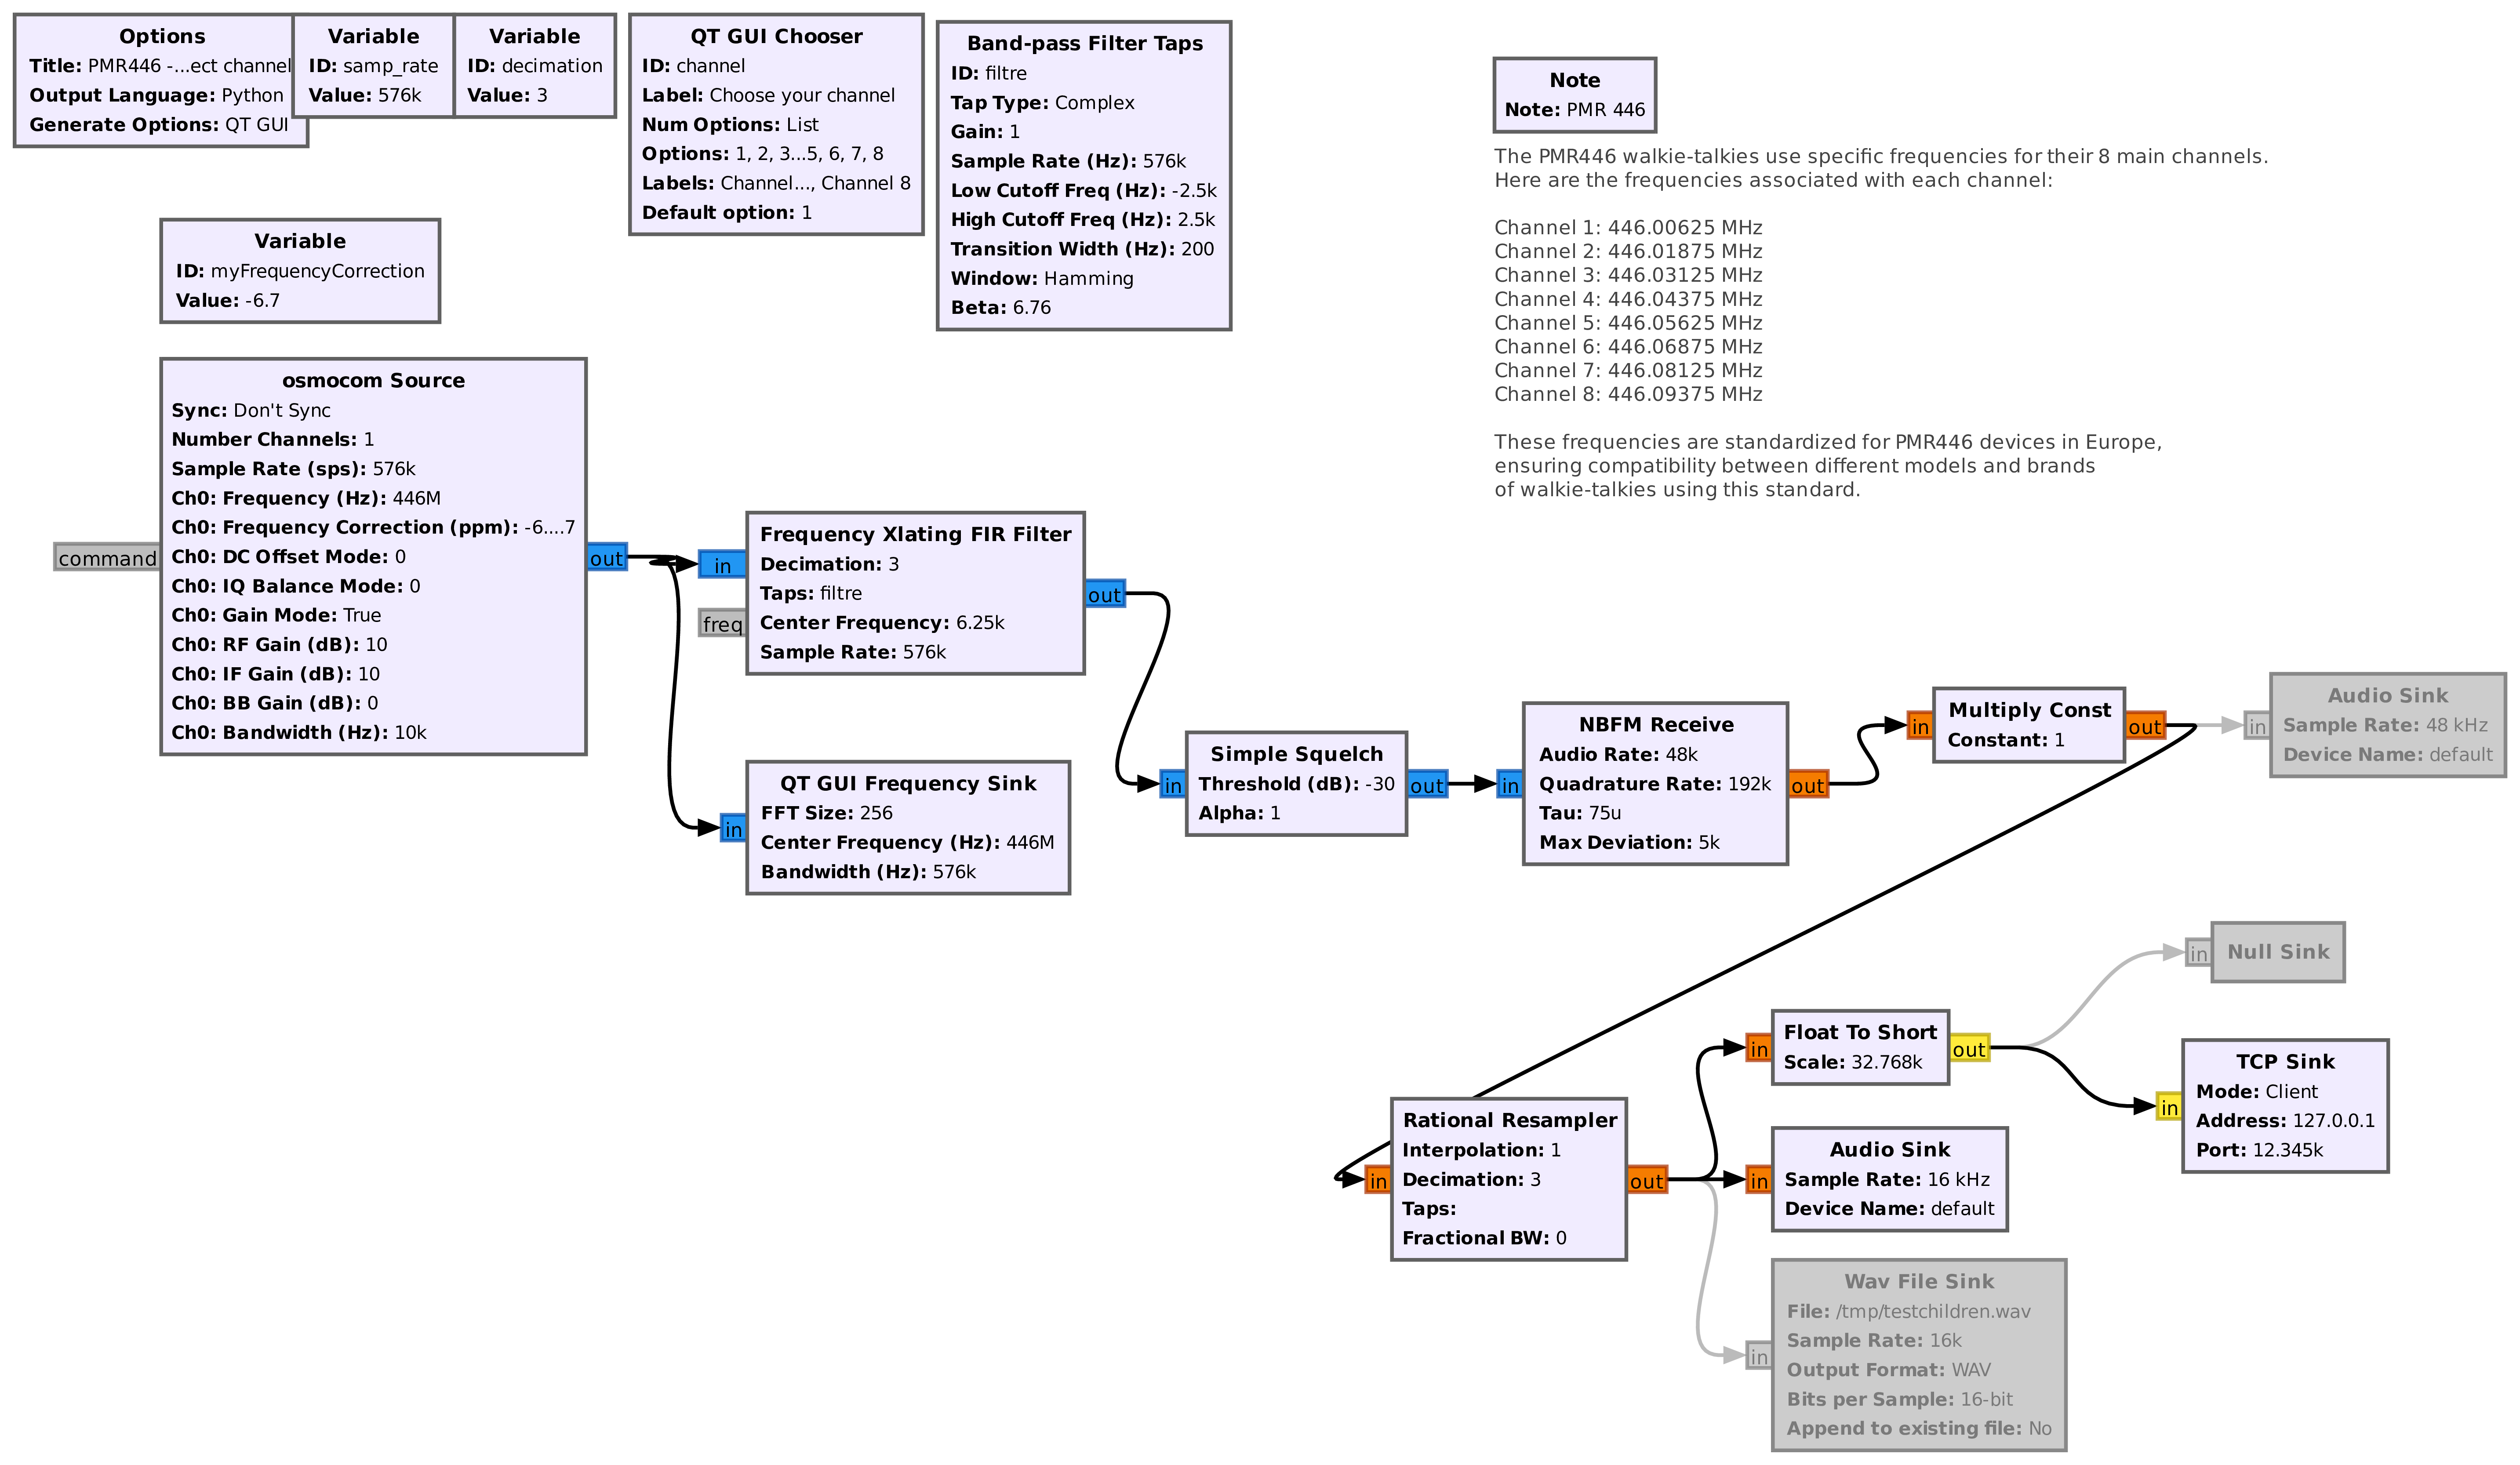 Options
Title: PMR446 -...ect channel
Output Language: Python
Generate Options: QT GUI
Variable
ID: samp_rate
Value: 576k
Variable
ID: decimation
Value: 3
QT GUI Chooser
ID: channel
Label: Choose your channel
Num Options: List
Options: 1, 2, 3...5, 6, 7, 8
Labels: Channel..., Channel 8
Default option: 1
Band-pass Filter Taps
ID: filtre
Tap Type: Complex
Gain: 1
Sample Rate (Hz): 576k
Low Cutoff Freq (Hz): -2.5k
High Cutoff Freq (Hz): 2.5k
Transition Width (Hz): 200
Window: Hamming
Beta: 6.76
Note
Note: PMR 446
The PMR446 walkie-talkies use specific frequencies for their 8 main channels.
Here are the frequencies associated with each channel:
Channel 1: 446.00625 MHz
Channel 2: 446.01875 MHz
Channel 3: 446.03125 MHz
Channel 4: 446.04375 MHz
Channel 5: 446.05625 MHz
Channel 6: 446.06875 MHz
Channel 7: 446.08125 MHz
Channel 8: 446.09375 MHz
These frequencies are standardized for PMR446 devices in Europe,
ensuring compatibility between different models and brands
of walkie-talkies using this standard.
Variable
ID: myFrequencyCorrection
Value: -6.7
osmocom Source
Sync: Don't Sync
Number Channels: 1
Sample Rate (sps): 576k
Ch0: Frequency (Hz): 446M
Ch0: Frequency Correction (ppm): -6....7
Ch0: DC Offset Mode: 0
Ch0: IQ Balance Mode: 0
Ch0: Gain Mode: True
Ch0: RF Gain (dB): 10
Ch0: IF Gain (dB): 10
Ch0: BB Gain (dB): 0
Ch0: Bandwidth (Hz): 10k
command
out
Frequency Xlating FIR Filter
Decimation: 3
Taps: filtre
Center Frequency: 6.25k
Sample Rate: 576k
in
freq
out
QT GUI Frequency Sink
FFT Size: 256
Center Frequency (Hz): 446M
Bandwidth (Hz): 576k
in
Simple Squelch
Threshold (dB): -30
Alpha: 1
in
out
NBFM Receive
Audio Rate: 48k
Quadrature Rate: 192k
Tau: 75u
Max Deviation: 5k
in
out
Multiply Const
Constant: 1
in
out
Audio Sink
Sample Rate: 48 kHz
Device Name: default
in
Null Sink
in
Float To Short
Scale: 32.768k
in
out
TCP Sink
Mode: Client
Address: 127.0.0.1
Port: 12.345k
in
Rational Resampler
Interpolation: 1
Decimation: 3
Taps:
Fractional BW: 0
in
out
Audio Sink
Sample Rate: 16 kHz
Device Name: default
in
Wav File Sink
File: /tmp/testchildren.wav
Sample Rate: 16k
Output Format: WAV
Bits per Sample: 16-bit
Append to existing file: No
in